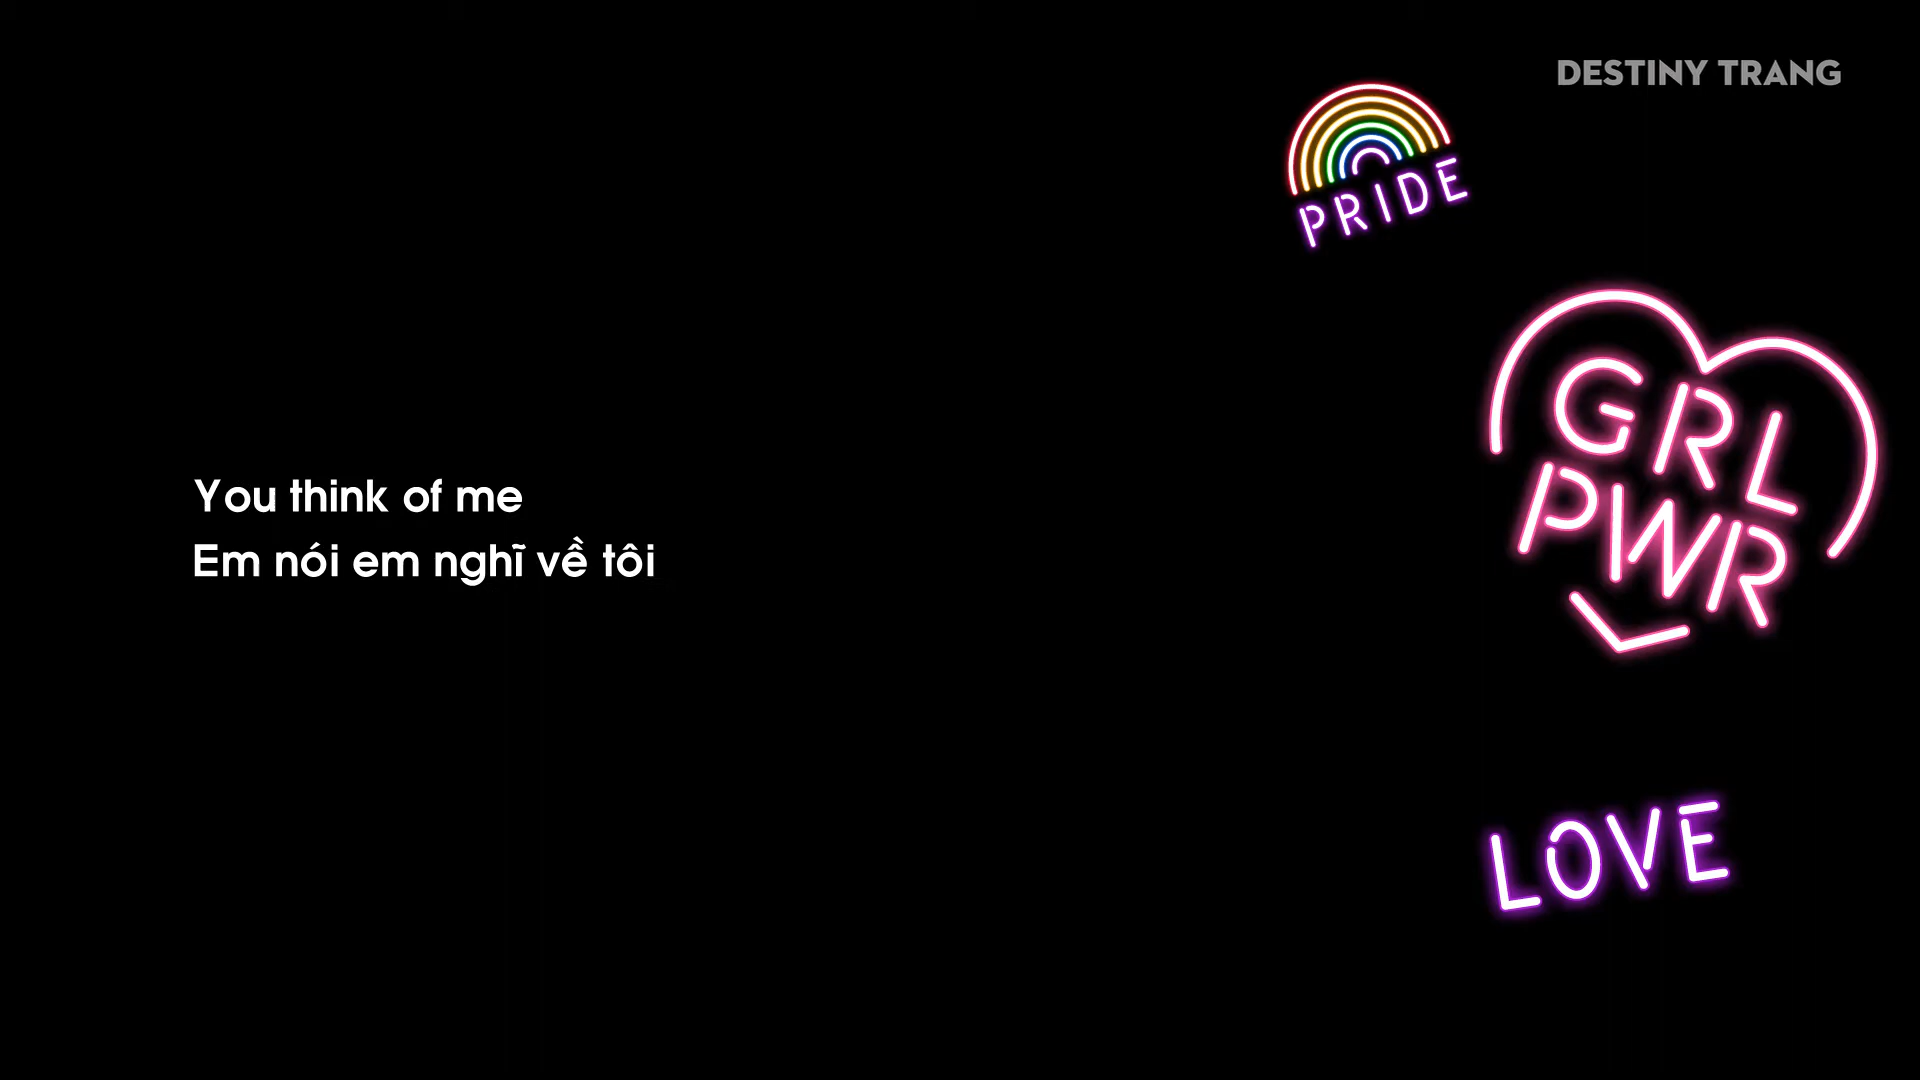 DESTINY TRANG
PRIDE
GRL
PWR
You think of me
Em nói em nghĩ về tôi
LOVE